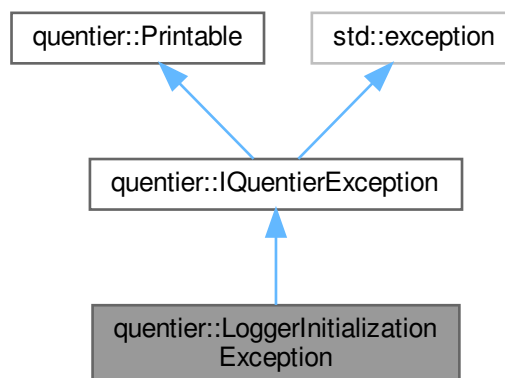 quentier::Printable
std::exception
quentier::IQuentierException
quentier::LoggerInitialization
Exception